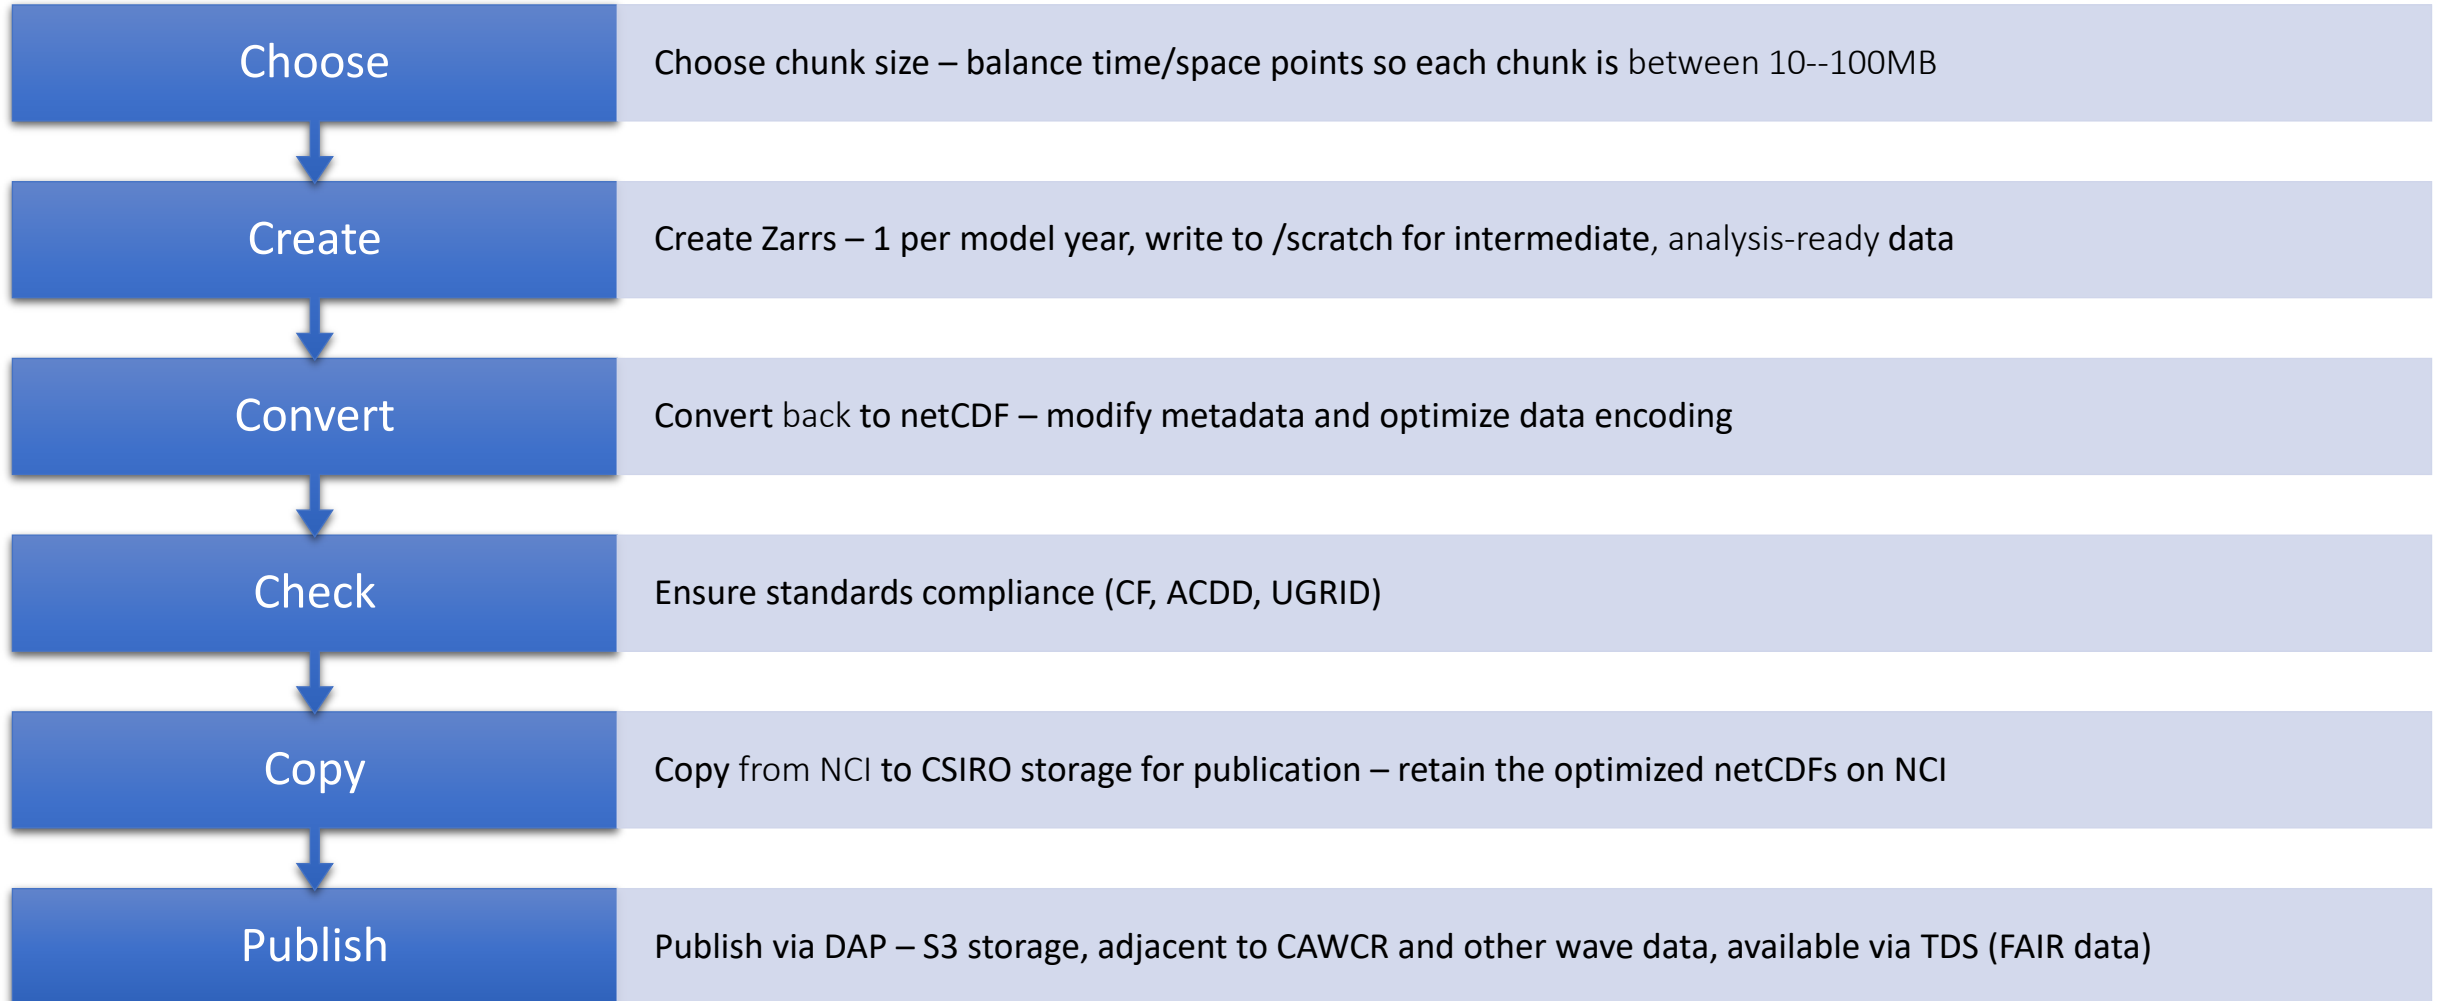 Choose
Choose chunk size – balance time/space points so each chunk is between 10--100MB
Create
Create Zarrs – 1 per model year, write to /scratch for intermediate, analysis-ready data
Convert
Convert back to netCDF – modify metadata and optimize data encoding
Check
Ensure standards compliance (CF, ACDD, UGRID)
Copy
Copy from NCI to CSIRO storage for publication – retain the optimized netCDFs on NCI
Publish
Publish via DAP – S3 storage, adjacent to CAWCR and other wave data, available via TDS (FAIR data)